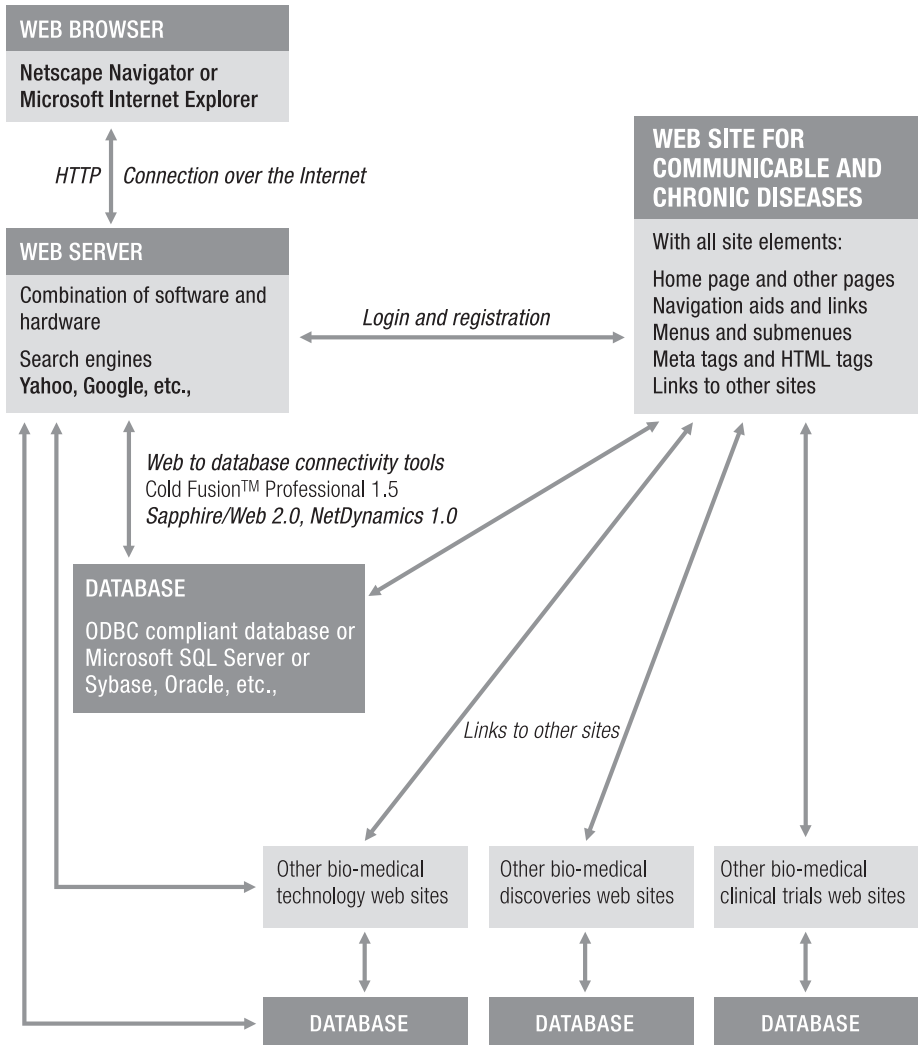 WEB BROWSER
Netscape Navigator or
Microsoft Internet Explorer
HTTP
Connection over the Internet
WEB SERVER
Combination of software and
hardware
Search engines
Yahoo, Google, etc.,
Login and registration
WEB SITE FOR
COMMUNICABLE AND
CHRONIC DISEASES
With all site elements:
Home page and other pages
Navigation aids and links
Menus and submenues
Meta tags and HTML tags
Links to other sites
Web to database connectivity tools
Cold Fusion™ Professional 1.5
Sapphire/Web 2.0, NetDynamics 1.0
DATABASE
ODBC compliant database or
Microsoft SQL Server or
Sybase, Oracle, etc.,
Links to other sites
Other bio-medical
technology web sites
Other bio-medical
discoveries web sites
Other bio-medical
clinical trials web sites
DATABASE
DATABASE
DATABASE